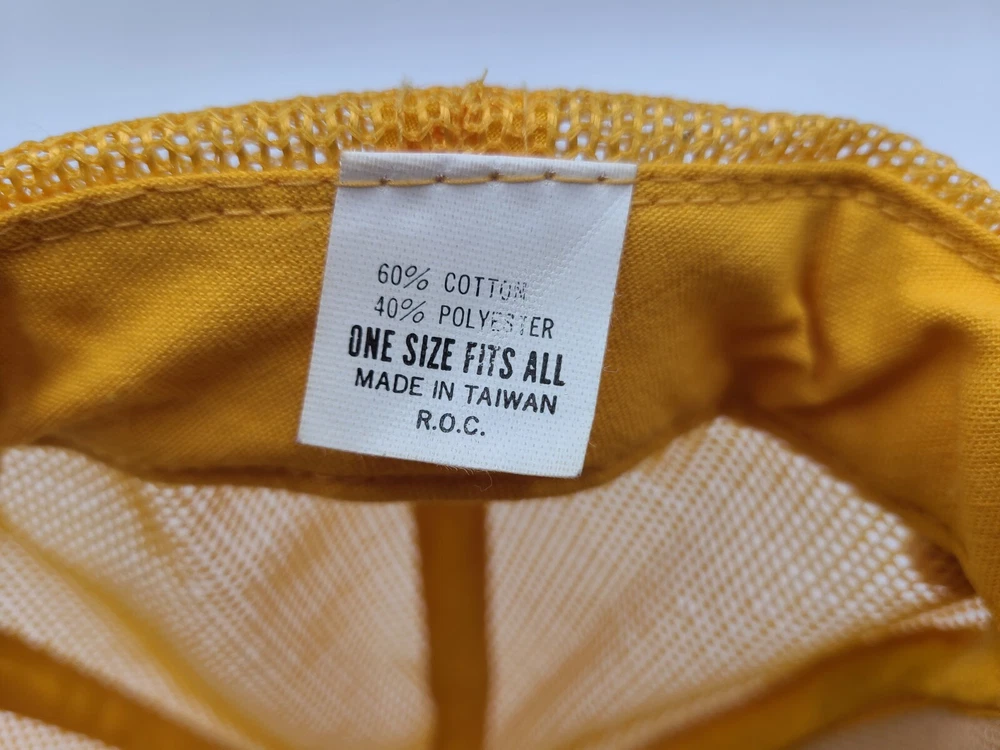 60% COTTON
40% POLYESTER
ONE SIZE FITS ALL
MADE IN TAIWAN
R.O.C.